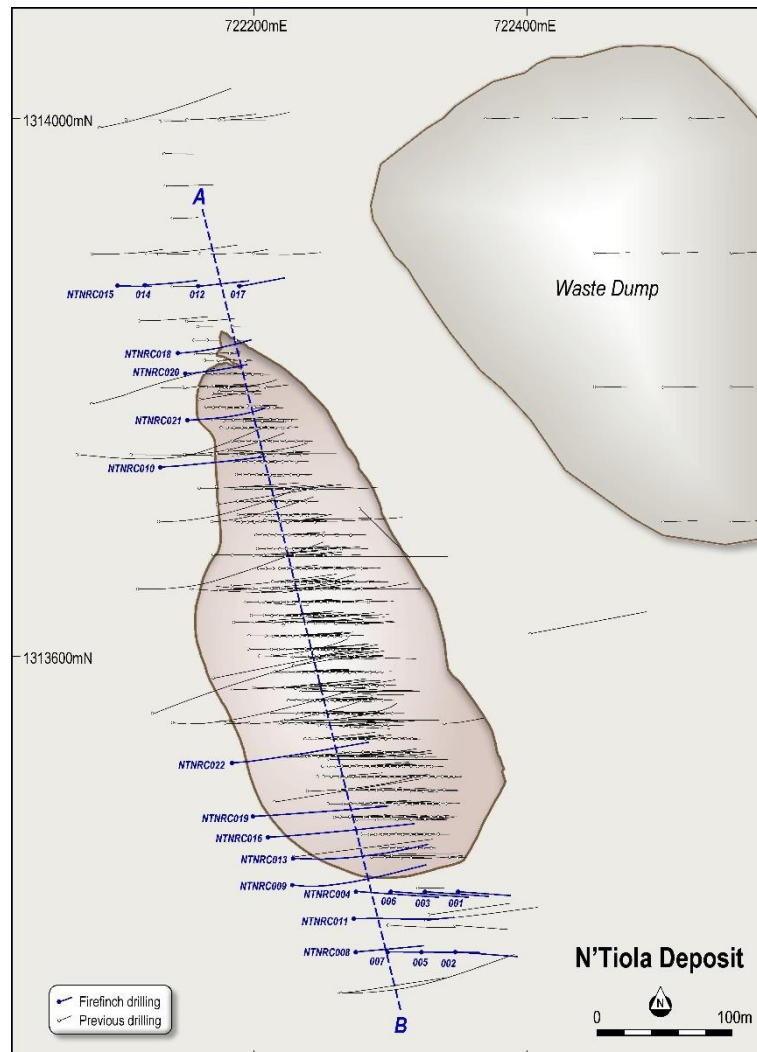 722200mE
722400mE
1314000mN
A
Waste Dump
NTNRC015
014
012
017
NTNRC018
NTNRC020
NTNRC021
NTNRC010
1313600mN
NTNRC022
NTNRC019
NTNRC016
NTNRC013
NTNRC009
NTNRC004
006
003
001
NTNRC011
NTNRC008
007
005
002
N'Tiola Deposit
Firefinch drilling
Previous drilling
N
0
100m
B